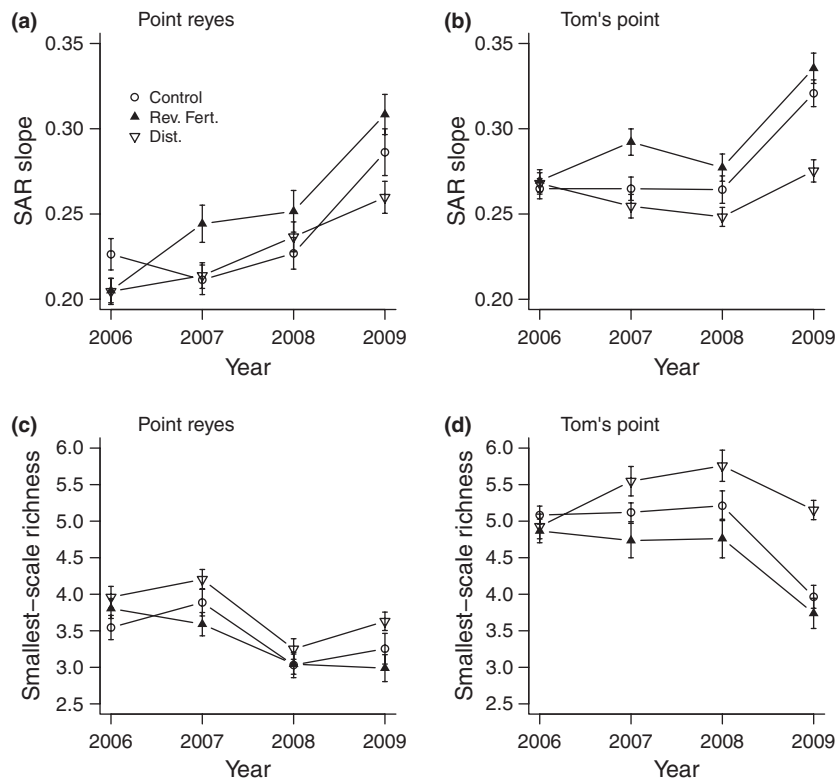 (a) Point reyes
SAR slope
0.35
0.30
0.25
0.20
Control
Rev. Fert.
Dist.
2006 2007 2008 2009
Year
(b) Tom's point
SAR slope
0.35
0.30
0.25
0.20
2006 2007 2008 2009
Year
(c) Point reyes
Smallest−scale richness
6.0
5.5
5.0
4.5
4.0
3.5
3.0
2.5
2006 2007 2008 2009
Year
(d) Tom's point
Smallest−scale richness
6.0
5.5
5.0
4.5
4.0
3.5
3.0
2.5
2006 2007 2008 2009
Year